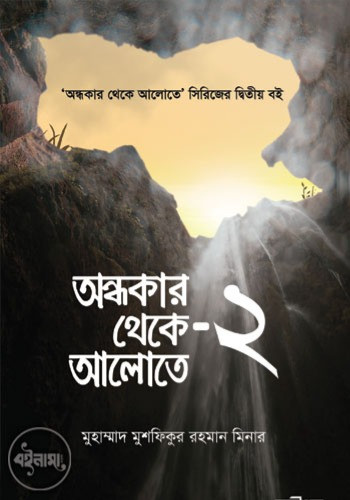 ‘অন্ধকার থেকে আলোতে’ সিরিজের দ্বিতীয় বই
অন্ধকার
থেকে -২
আলোতে
মুহাম্মাদ মুশফিকুর রহমান মিনার
বইনামা